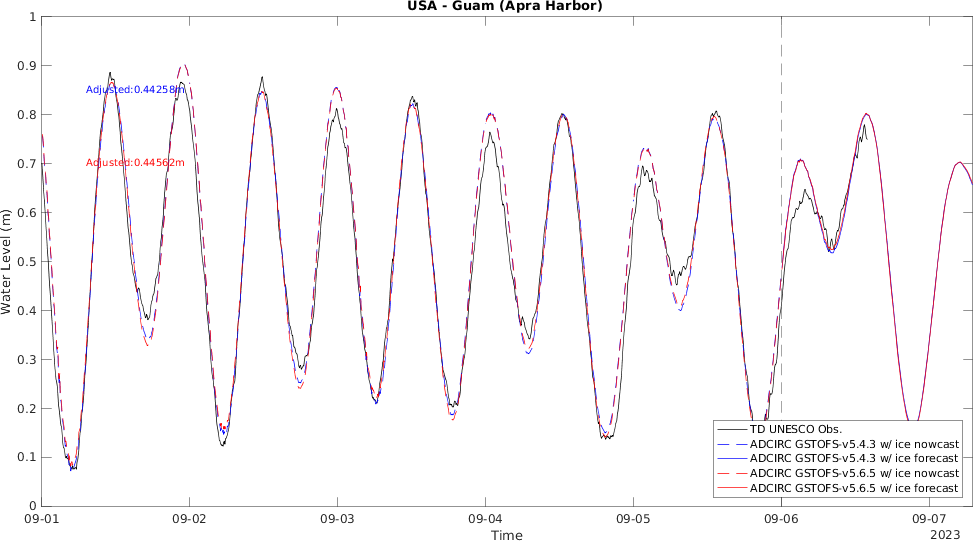 USA - Guam (Apra Harbor)
1
0.9
0.8
0.7
0.6
0.5
0.4
0.3
0.2
0.1
0
Water Level (m)
Adjusted:0.44258m
Adjusted:0.44562m
TD UNESCO Obs.
ADCIRC GSTOFS-v5.4.3 w/ ice nowcast
ADCIRC GSTOFS-v5.4.3 w/ ice forecast
ADCIRC GSTOFS-v5.6.5 w/ ice nowcast
ADCIRC GSTOFS-v5.6.5 w/ ice forecast
09-01 09-02 09-03 09-04 09-05 09-06 09-07
Time
2023